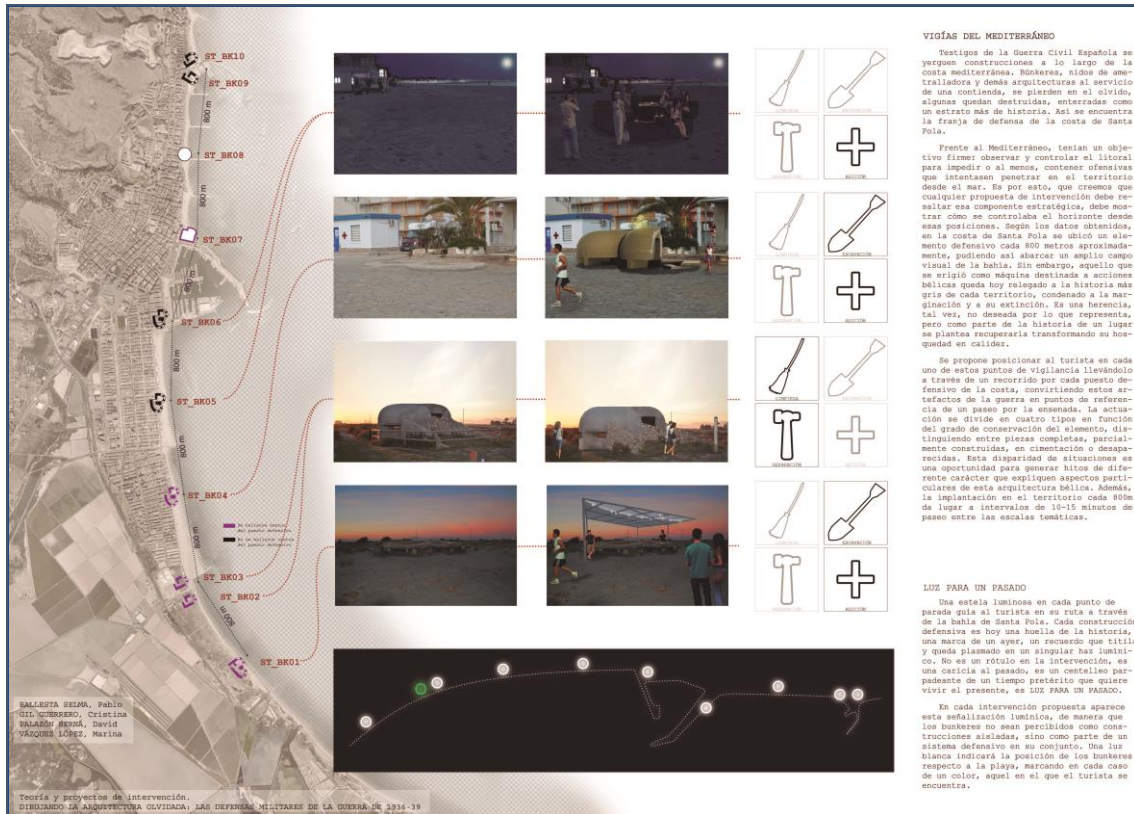 ST_BK10
ST_BK09
800 m
ST_BK08
800 m
ST_BK07
800 m
ST_BK06
800 m
ST_BK05
800 m
ST_BK04
800 m
ST_BK03
ST_BK02
800 m
ST_BK01
BALLESTA SELMA, Pablo
GIL GUERRERO, Cristina
PALAZÓN BERNÁ, David
VÁZQUEZ LÓPEZ, Marina
Teoría y proyectos de intervención.
DIBUJANDO LA ARQUITECTURA OLVIDADA: LAS DEFENSAS MILITARES DE LA GUERRA DE 1936-39
LIMPIEZA
EXCAVACIÓN
REPARACIÓN
ADICIÓN
LIMPIEZA
EXCAVACIÓN
REPARACIÓN
ADICIÓN
LIMPIEZA
EXCAVACIÓN
REPARACIÓN
ADICIÓN
LIMPIEZA
EXCAVACIÓN
REPARACIÓN
ADICIÓN
VIGÍAS DEL MEDITERRÁNEO
Testigos de la Guerra Civil Española se
yerguen construcciones a lo largo de la
costa mediterránea. Búnkeres, nidos de ame-
tralladora y demás arquitecturas al servicio
de una contienda, se pierden en el olvido,
algunas quedan destruidas, enterradas como
un estrato más de historia. Así se encuentra
la franja de defensa de la costa de Santa
Pola.
Frente al Mediterráneo, tenían un obje-
tivo firme: observar y controlar el litoral
para impedir o al menos, contener ofensivas
que intentasen penetrar en el territorio
desde el mar. Es por esto, que creemos que
cualquier propuesta de intervención debe re-
saltar esa componente estratégica, debe mos-
trar cómo se controlaba el horizonte desde
esas posiciones. Según los datos obtenidos,
en la costa de Santa Pola se ubicó un ele-
mento defensivo cada 800 metros aproximada-
mente, pudiendo así abarcar un amplio campo
visual de la bahía. Sin embargo, aquello que
se erigió como máquina destinada a acciones
bélicas queda hoy relegado a la historia más
gris de cada territorio, condenado a la mar-
ginación y a su extinción. Es una herencia,
tal vez, no deseada por lo que representa,
pero como parte de la historia de un lugar
se plantea recuperarla transformando su hos-
quedad en calidez.
Se propone posicionar al turista en cada
uno de estos puntos de vigilancia llevándolo
a través de un recorrido por cada puesto de-
fensivo de la costa, convirtiendo estos ar-
tefactos de la guerra en puntos de referen-
cia de un paseo por la ensenada. La actua-
ción se divide en cuatro tipos en función
del grado de conservación del elemento, dis-
tinguiendo entre piezas completas, parcial-
mente construidas, en cimentación o desapa-
recidas. Esta disparidad de situaciones es
una oportunidad para generar hitos de dife-
rente carácter que expliquen aspectos parti-
culares de esta arquitectura bélica. Además,
la implantación en el territorio cada 800m
da lugar a intervalos de 10-15 minutos de
paseo entre las escalas temáticas.
LUZ PARA UN PASADO
Una estela luminosa en cada punto de
parada guía al turista en su ruta a través
de la bahía de Santa Pola. Cada construcción
defensiva es hoy una huella de la historia,
una marca de un ayer, un recuerdo que titila
y queda plasmado en un singular haz lumíni-
co. No es un rótulo en la intervención, es
una caricia al pasado, es un centelleo par-
padeante de un tiempo pretérito que quiere
vivir el presente, es LUZ PARA UN PASADO.
En cada intervención propuesta aparece
esta señalización lumínica, de manera que
los bunkeres no sean percibidos como cons-
trucciones aisladas, sino como parte de un
sistema defensivo en su conjunto. Una luz
blanca indicará la posición de los bunkeres
respecto a la playa, marcando en cada caso
de un color, aquel en el que el turista se
encuentra.